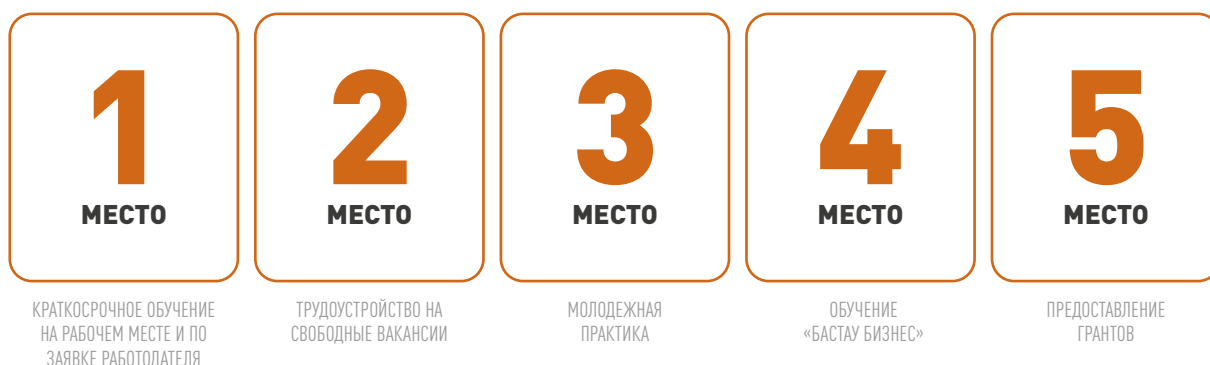 1
МЕСТО
КРАТКОСРОЧНОЕ ОБУЧЕНИЕ
НА РАБОЧЕМ МЕСТЕ И ПО
ЗАЯВКЕ РАБОТОДАТЕЛЯ
2
МЕСТО
ТРУДОУСТРОЙСТВО НА
СВОБОДНЫЕ ВАКАНСИИ
3
МЕСТО
МОЛОДЕЖНАЯ
ПРАКТИКА
4
МЕСТО
ОБУЧЕНИЕ
«БАСТАУ БИЗНЕС»
5
МЕСТО
ПРЕДОСТАВЛЕНИЕ
ГРАНТОВ